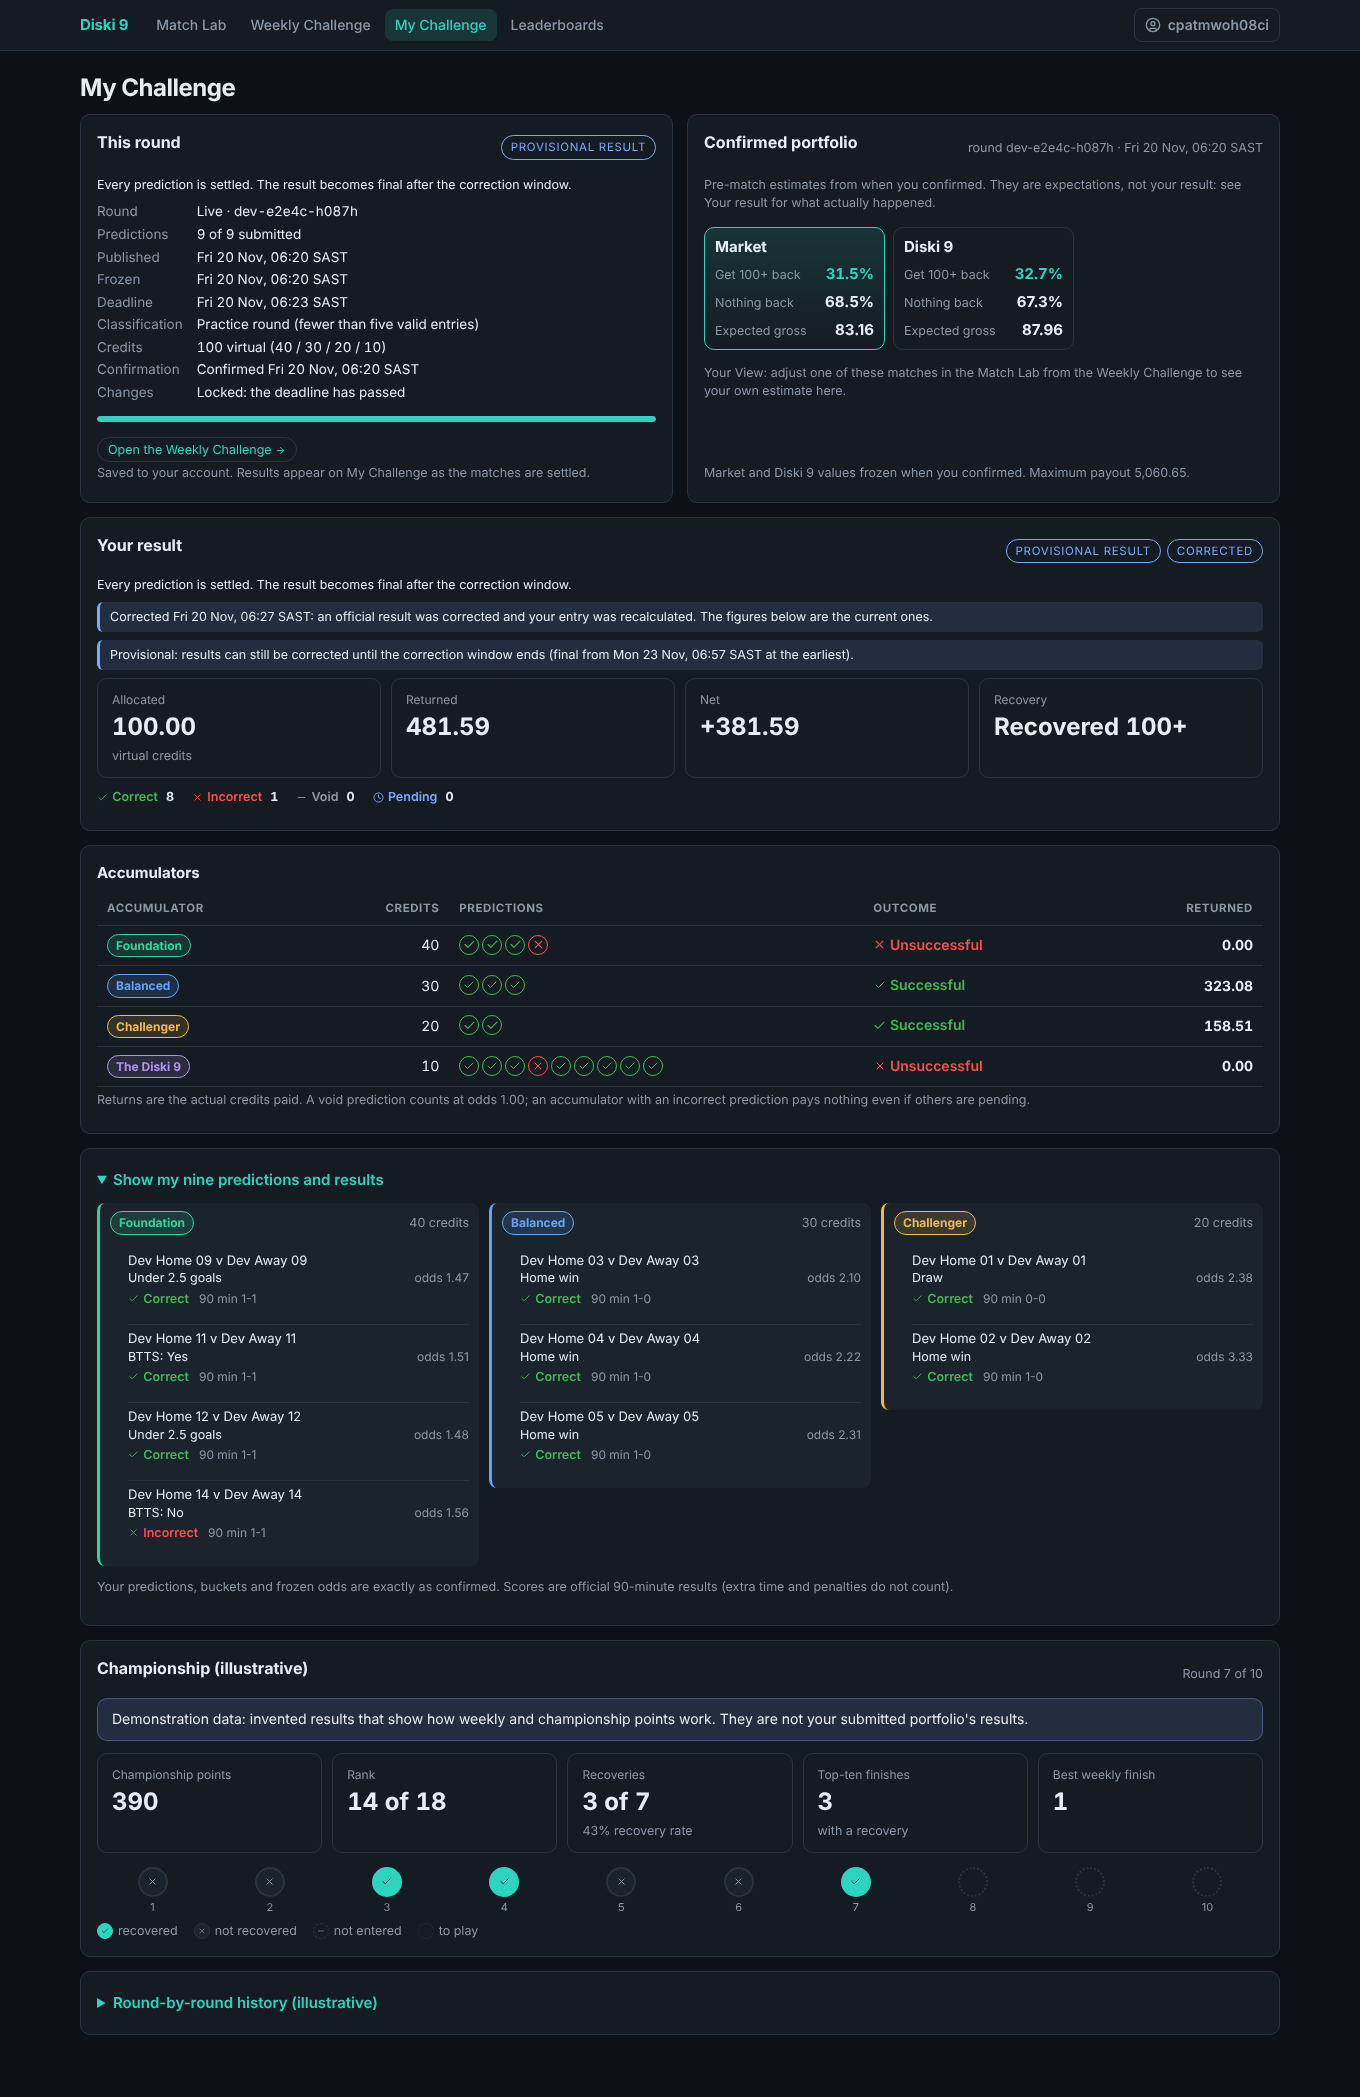 Diski 9 Match Lab Weekly Challenge My Challenge Leaderboards cpatmwoh08ci
My Challenge
This round PROVISIONAL RESULT
Every prediction is settled. The result becomes final after the correction window.
Round Live · dev-e2e4c-h087h
Predictions 9 of 9 submitted
Published Fri 20 Nov, 06:20 SAST
Frozen Fri 20 Nov, 06:20 SAST
Deadline Fri 20 Nov, 06:23 SAST
Classification Practice round (fewer than five valid entries)
Credits 100 virtual (40 / 30 / 20 / 10)
Confirmation Confirmed Fri 20 Nov, 06:20 SAST
Changes Locked: the deadline has passed
Open the Weekly Challenge →
Saved to your account. Results appear on My Challenge as the matches are settled.
Confirmed portfolio round dev-e2e4c-h087h · Fri 20 Nov, 06:20 SAST
Pre-match estimates from when you confirmed. They are expectations, not your result: see
Your result for what actually happened.
Market
Get 100+ back 31.5%
Nothing back 68.5%
Expected gross 83.16
Diski 9
Get 100+ back 32.7%
Nothing back 67.3%
Expected gross 87.96
Your View: adjust one of these matches in the Match Lab from the Weekly Challenge to see
your own estimate here.
Market and Diski 9 values frozen when you confirmed. Maximum payout 5,060.65.
Your result PROVISIONAL RESULT CORRECTED
Every prediction is settled. The result becomes final after the correction window.
Corrected Fri 20 Nov, 06:27 SAST: an official result was corrected and your entry was recalculated. The figures below are the current ones.
Provisional: results can still be corrected until the correction window ends (final from Mon 23 Nov, 06:57 SAST at the earliest).
Allocated
100.00
virtual credits
Returned
481.59
Net
+381.59
Recovery
Recovered 100+
Correct 8 Incorrect 1 Void 0 Pending 0
Accumulators
ACCUMULATOR CREDITS PREDICTIONS OUTCOME RETURNED
Foundation 40 Unsuccessful 0.00
Balanced 30 Successful 323.08
Challenger 20 Successful 158.51
The Diski 9 10 Unsuccessful 0.00
Returns are the actual credits paid. A void prediction counts at odds 1.00; an accumulator with an incorrect prediction pays nothing even if others are pending.
Show my nine predictions and results
Foundation 40 credits
Dev Home 09 v Dev Away 09
Under 2.5 goals odds 1.47
Correct 90 min 1-1
Dev Home 11 v Dev Away 11
BTTS: Yes odds 1.51
Correct 90 min 1-1
Dev Home 12 v Dev Away 12
Under 2.5 goals odds 1.48
Correct 90 min 1-1
Dev Home 14 v Dev Away 14
BTTS: No odds 1.56
Incorrect 90 min 1-1
Balanced 30 credits
Dev Home 03 v Dev Away 03
Home win odds 2.10
Correct 90 min 1-0
Dev Home 04 v Dev Away 04
Home win odds 2.22
Correct 90 min 1-0
Dev Home 05 v Dev Away 05
Home win odds 2.31
Correct 90 min 1-0
Challenger 20 credits
Dev Home 01 v Dev Away 01
Draw odds 2.38
Correct 90 min 0-0
Dev Home 02 v Dev Away 02
Home win odds 3.33
Correct 90 min 1-0
Your predictions, buckets and frozen odds are exactly as confirmed. Scores are official 90-minute results (extra time and penalties do not count).
Championship (illustrative) Round 7 of 10
Demonstration data: invented results that show how weekly and championship points work. They are not your submitted portfolio's results.
Championship points
390
Rank
14 of 18
Recoveries
3 of 7
43% recovery rate
Top-ten finishes
3
with a recovery
Best weekly finish
1
1 2 3 4 5 6 7 8 9 10
recovered not recovered not entered to play
Round-by-round history (illustrative)